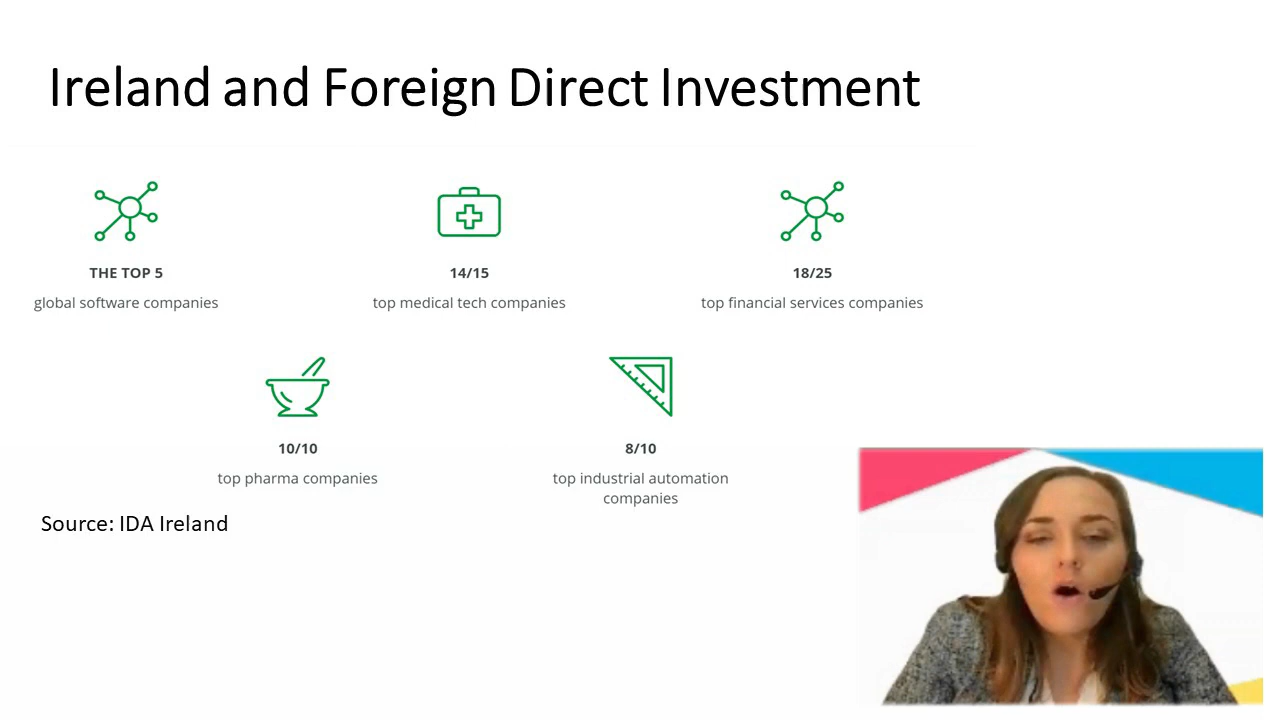 Ireland and Foreign Direct Investment
THE TOP 5
global software companies
14/15
top medical tech companies
18/25
top financial services companies
10/10
top pharma companies
8/10
top industrial automation
companies
Source: IDA Ireland